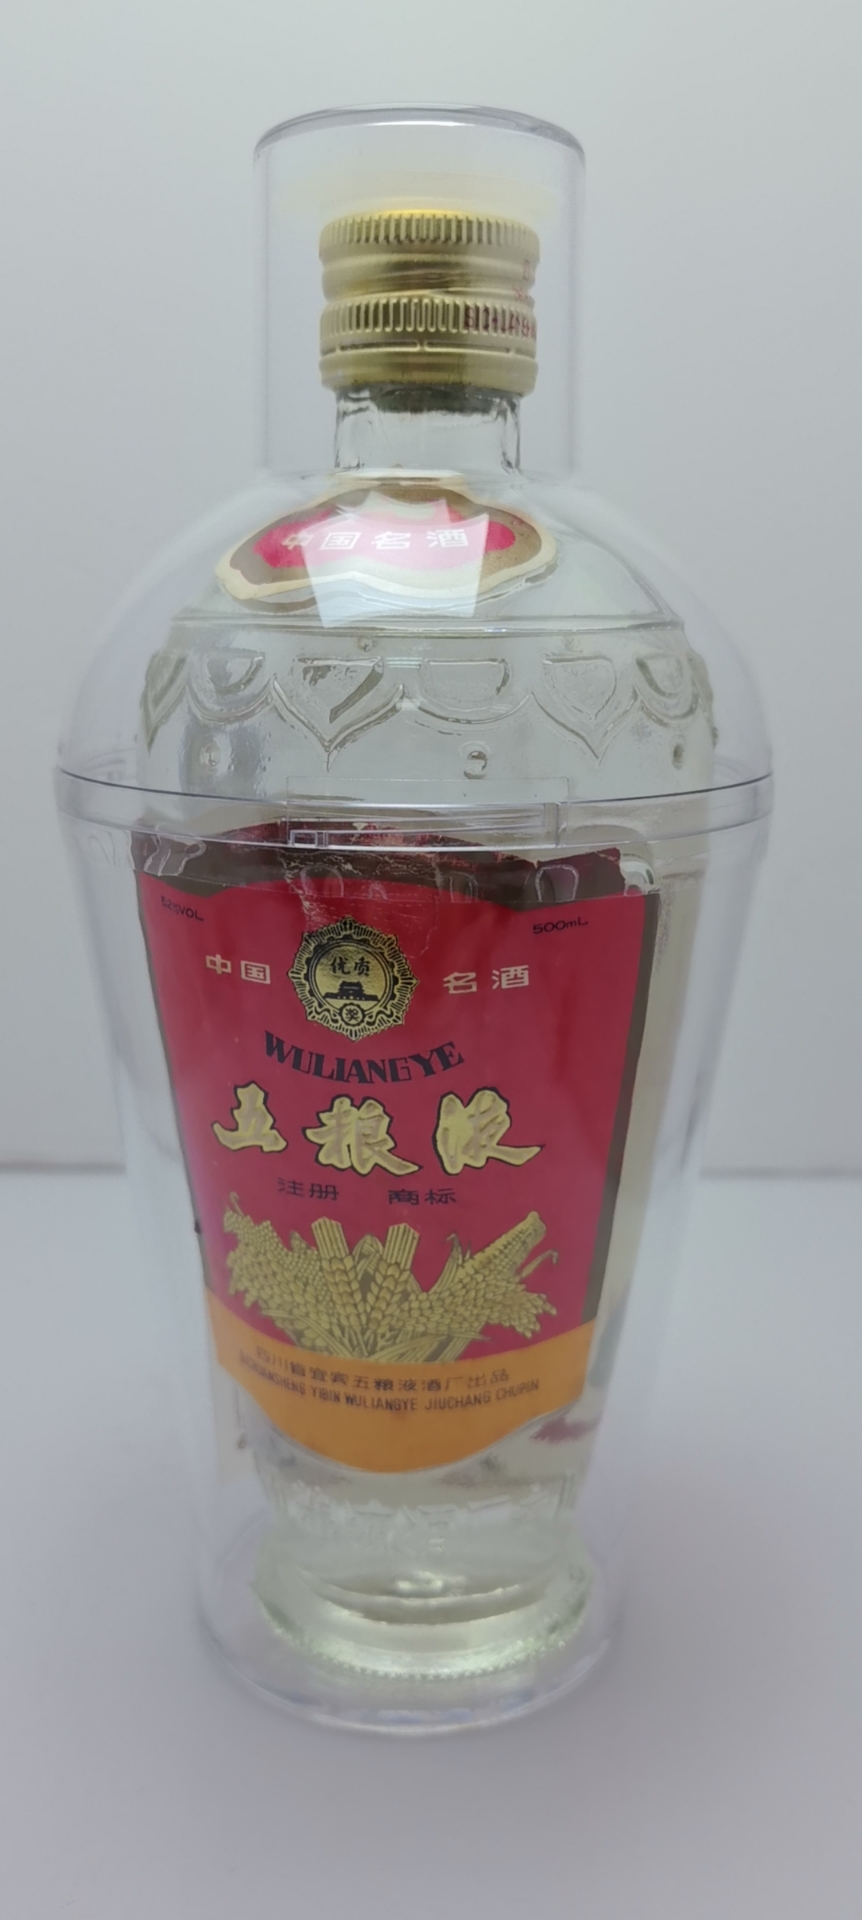 中国名酒
52%VOL
500mL
中国 名酒
优质
奖
WULIANGYE
五粮液
注册 商标
四川省宜宾五粮液酒厂出品
SICHUANSHENG YIBIN WULIANGYE JIUCHANG CHUPIN